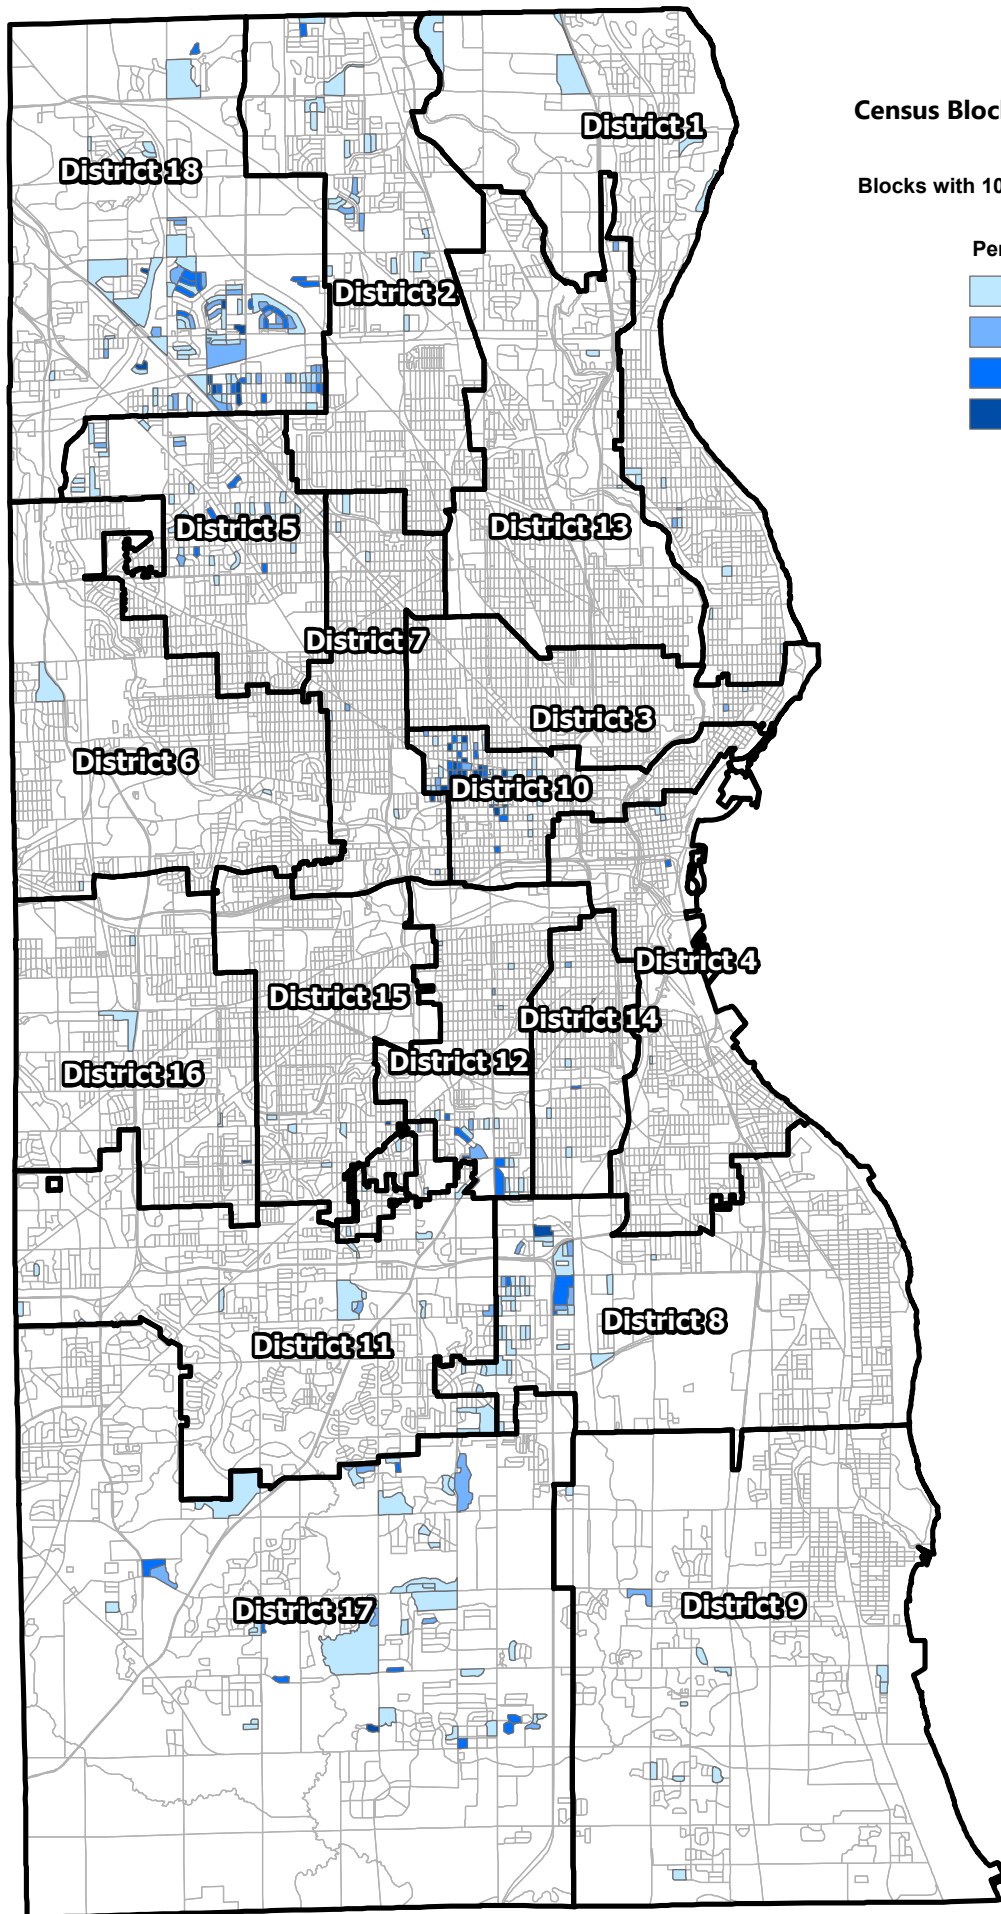 Census Block
Blocks with 10
Per
District 1
District 18
District 2
District 5
District 13
District 7
District 3
District 6
District 10
District 4
District 15
District 14
District 12
District 16
District 8
District 11
District 17
District 9